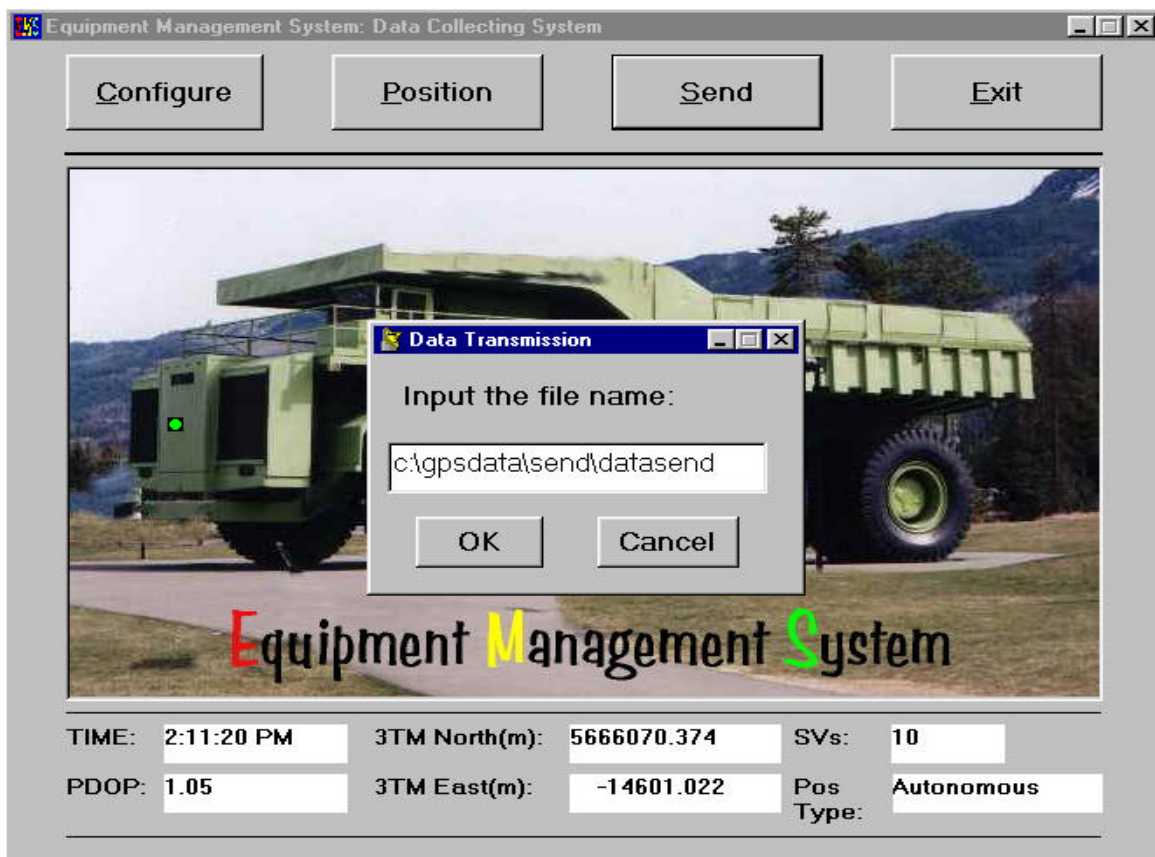 Equipment Management System: Data Collecting System
Configure
Position
Send
Exit
Data Transmission
Input the file name:
c:\gpsdata\send\datasend
OK
Cancel
Equipment Management System
TIME: 2:11:20 PM 3TM North(m): 5666070.374 SVs: 10
PDOP: 1.05 3TM East(m): -14601.022 Pos Type: Autonomous